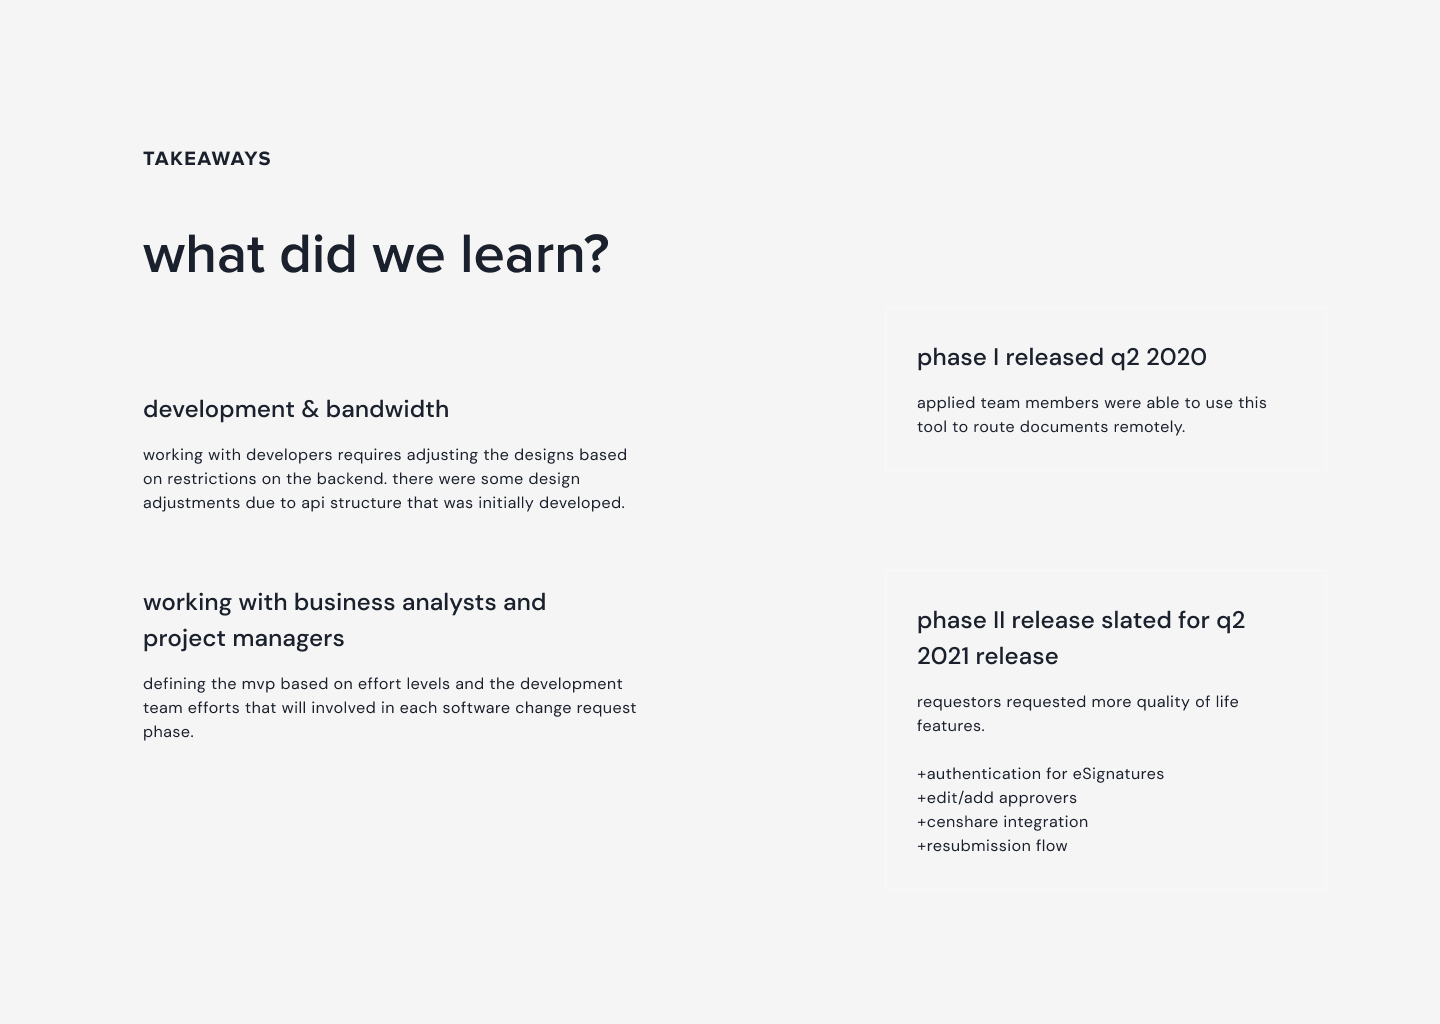 TAKEAWAYS
what did we learn?
development & bandwidth
working with developers requires adjusting the designs based
on restrictions on the backend. there were some design
adjustments due to api structure that was initially developed.
working with business analysts and
project managers
defining the mvp based on effort levels and the development
team efforts that will involved in each software change request
phase.
phase I released q2 2020
applied team members were able to use this
tool to route documents remotely.
phase II release slated for q2
2021 release
requestors requested more quality of life
features.
+authentication for eSignatures
+edit/add approvers
+censhare integration
+resubmission flow